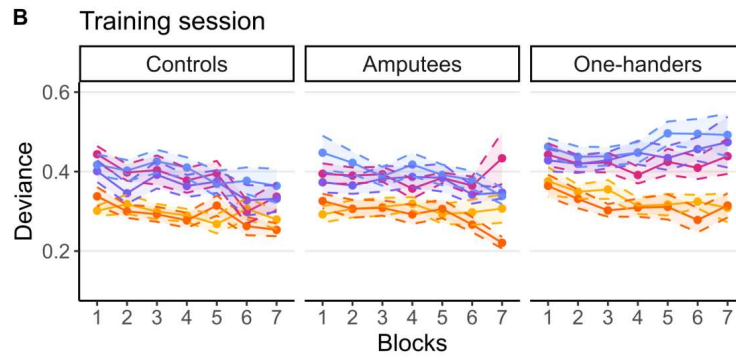 B Training session
Controls Amputees One-handers
0.6
0.4
0.2
Deviance
1 2 3 4 5 6 7 1 2 3 4 5 6 7 1 2 3 4 5 6 7
Blocks